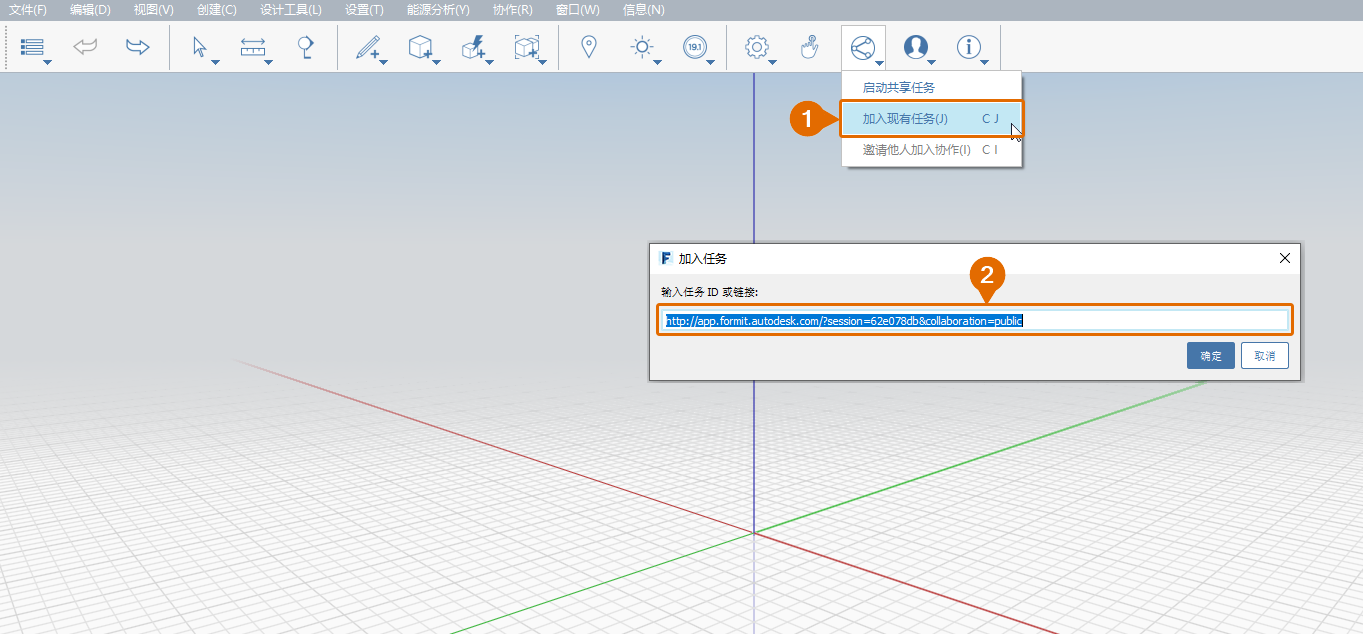 文件(F) 编辑(D) 视图(V) 创建(C) 设计工具(L) 设置(T) 能源分析(Y) 协作(R) 窗口(W) 信息(N)
19.1
启动共享任务
1 加入现有任务(J) C J
邀请他人加入协作(I) C I
F 加入任务
2
输入任务 ID 或链接:
http://app.formit.autodesk.com/?session=62e078db&collaboration=public
确定 取消